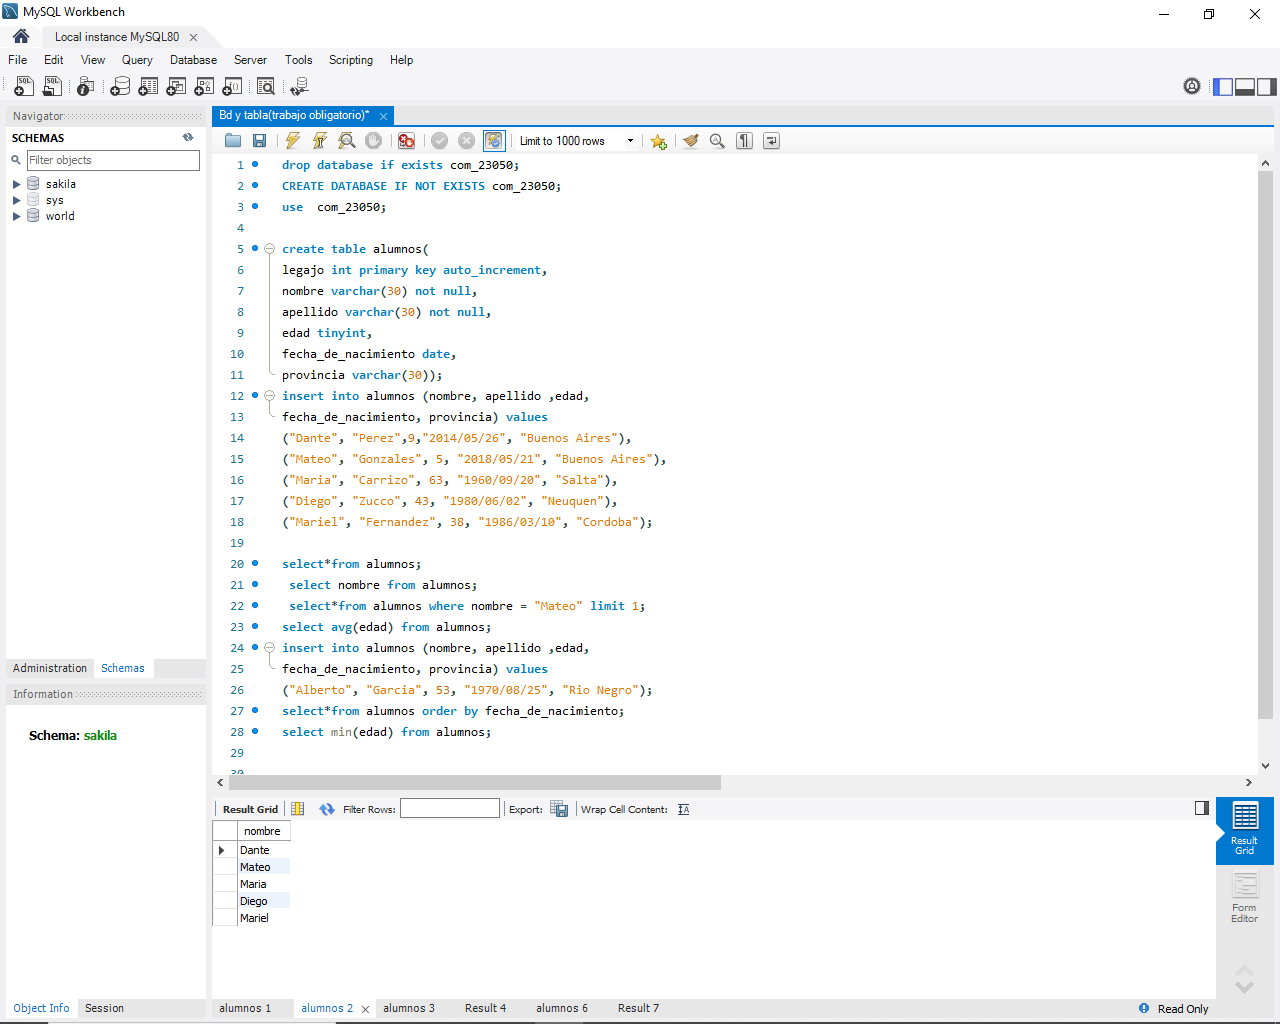 MySQL Workbench
Local instance MySQL80
File Edit View Query Database Server Tools Scripting Help
Navigator
SCHEMAS
Filter objects
sakila
sys
world
Administration Schemas
Information
Schema: sakila
Object Info Session
Bd y tabla(trabajo obligatorio)*
Limit to 1000 rows
1 drop database if exists com_23050;
2 CREATE DATABASE IF NOT EXISTS com_23050;
3 use  com_23050;
4
5 create table alumnos(
6 legajo int primary key auto_increment,
7 nombre varchar(30) not null,
8 apellido varchar(30) not null,
9 edad tinyint,
10 fecha_de_nacimiento date,
11 provincia varchar(30));
12 insert into alumnos (nombre, apellido ,edad,
13 fecha_de_nacimiento, provincia) values
14 ("Dante", "Perez",9,"2014/05/26", "Buenos Aires"),
15 ("Mateo", "Gonzales", 5, "2018/05/21", "Buenos Aires"),
16 ("Maria", "Carrizo", 63, "1960/09/20", "Salta"),
17 ("Diego", "Zucco", 43, "1980/06/02", "Neuquen"),
18 ("Mariel", "Fernandez", 38, "1986/03/10", "Cordoba");
19
20 select*from alumnos;
21 select nombre from alumnos;
22 select*from alumnos where nombre = "Mateo" limit 1;
23 select avg(edad) from alumnos;
24 insert into alumnos (nombre, apellido ,edad,
25 fecha_de_nacimiento, provincia) values
26 ("Alberto", "Garcia", 53, "1970/08/25", "Rio Negro");
27 select*from alumnos order by fecha_de_nacimiento;
28 select min(edad) from alumnos;
29
30
Result Grid Filter Rows: Export: Wrap Cell Content:
nombre
Dante
Mateo
Maria
Diego
Mariel
Result
Grid
Form
Editor
alumnos 1 alumnos 2 alumnos 3 Result 4 alumnos 6 Result 7
Read Only